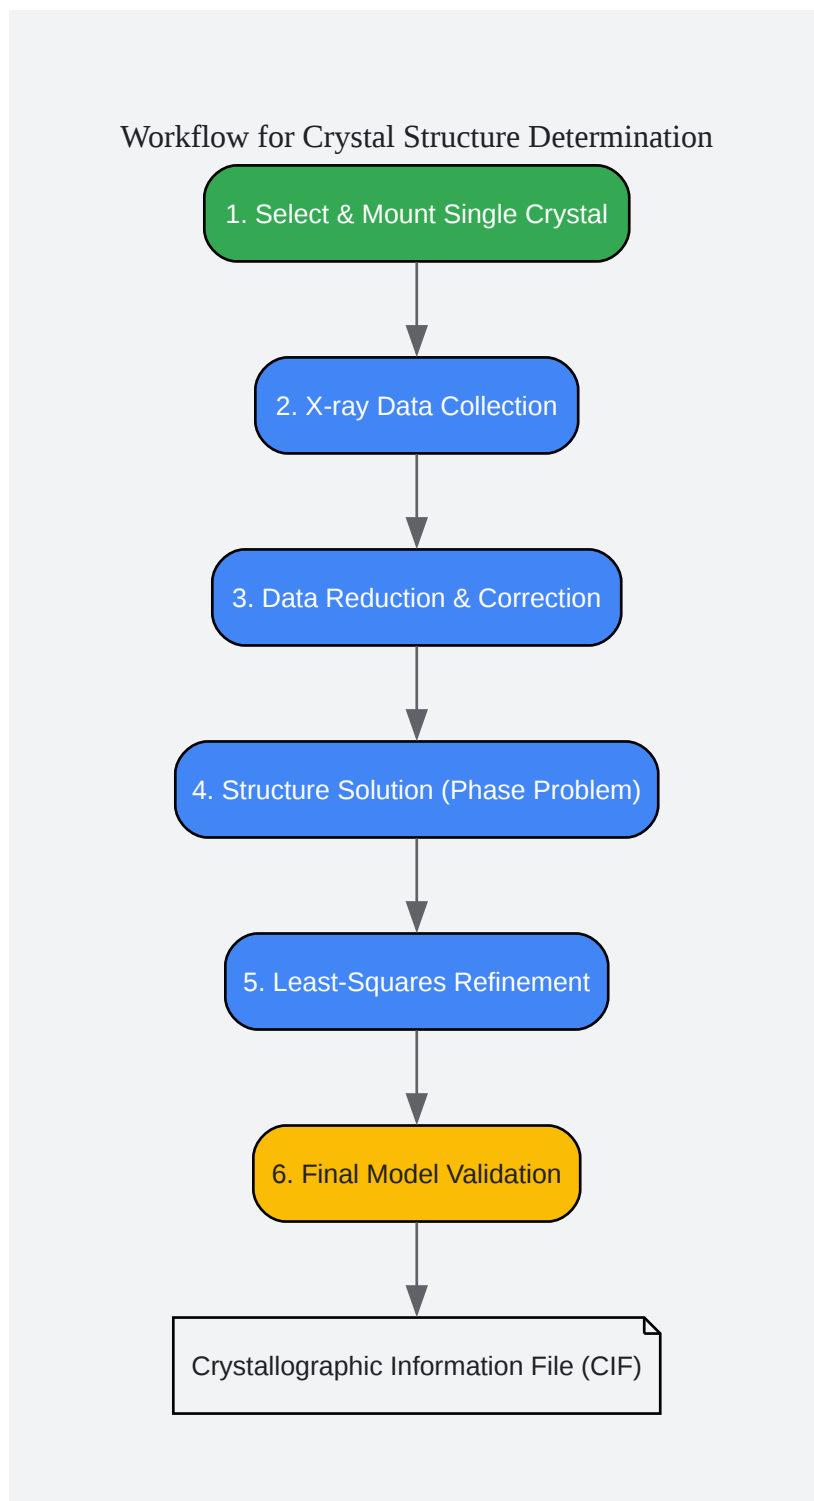 Workflow for Crystal Structure Determination
1. Select & Mount Single Crystal
2. X-ray Data Collection
3. Data Reduction & Correction
4. Structure Solution (Phase Problem)
5. Least-Squares Refinement
6. Final Model Validation
Crystallographic Information File (CIF)